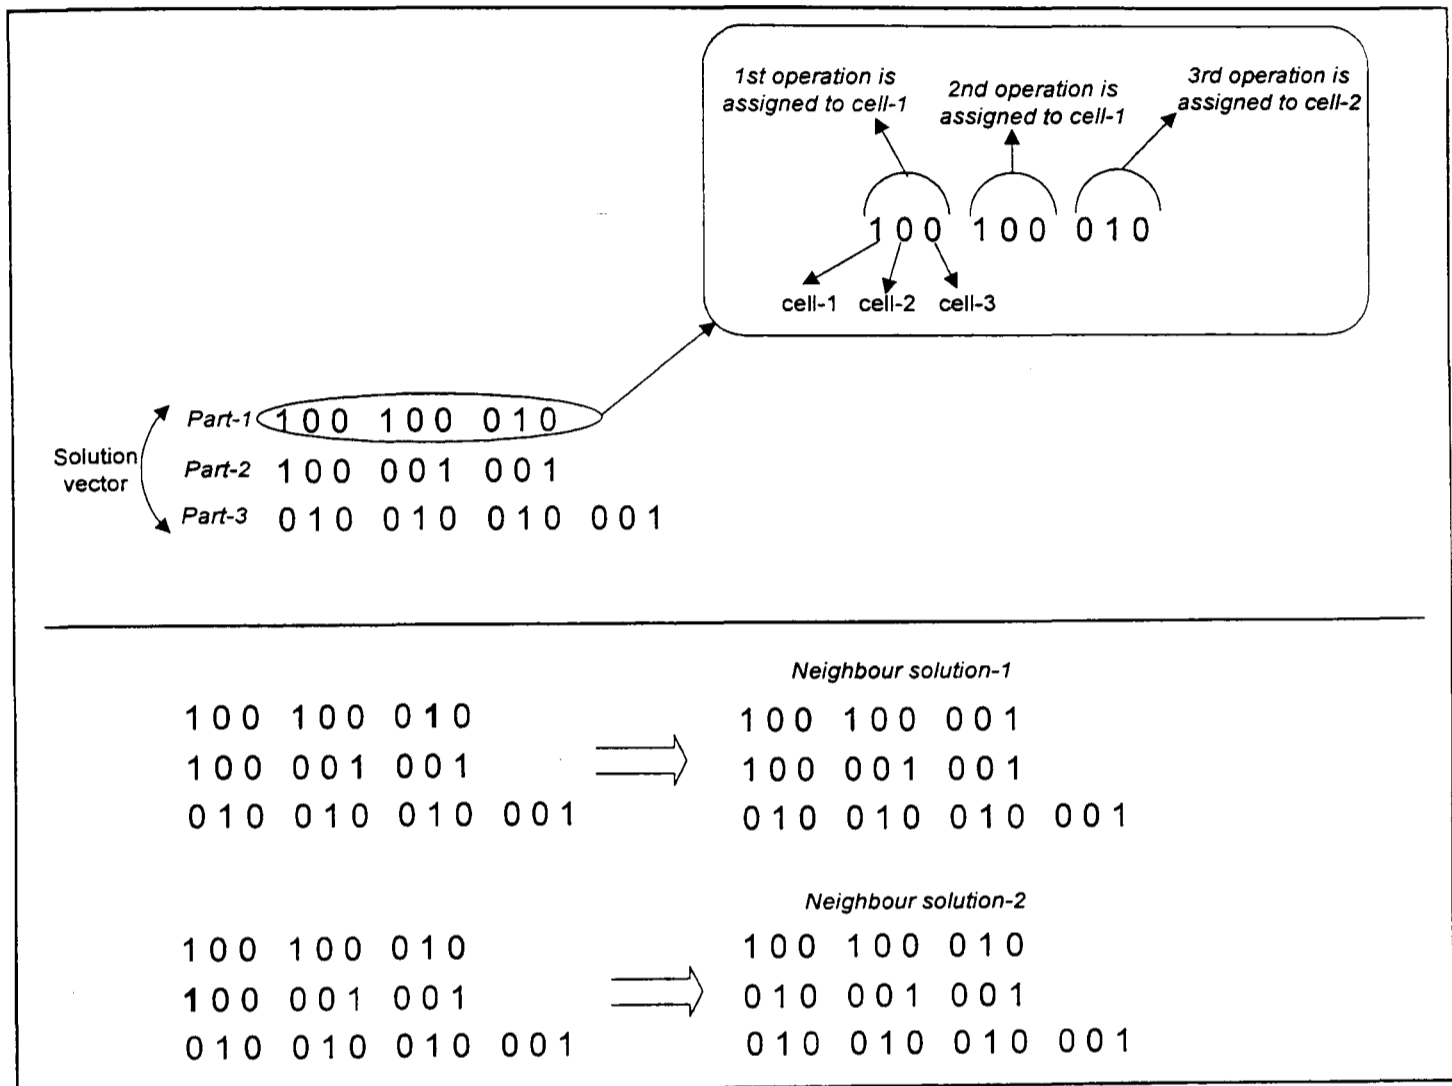 1st operation is
assigned to cell-1
2nd operation is
assigned to cell-1
3rd operation is
assigned to cell-2
1 0 0 1 0 0 0 1 0
cell-1 cell-2 cell-3
Solution
vector
Part-1 1 0 0 1 0 0 0 1 0
Part-2 1 0 0 0 0 1 0 0 1
Part-3 0 1 0 0 1 0 0 1 0 0 0 1
1 0 0 1 0 0 0 1 0
1 0 0 0 0 1 0 0 1
0 1 0 0 1 0 0 1 0 0 0 1
Neighbour solution-1
1 0 0 1 0 0 0 0 1
1 0 0 0 0 1 0 0 1
0 1 0 0 1 0 0 1 0 0 0 1
1 0 0 1 0 0 0 1 0
1 0 0 0 0 1 0 0 1
0 1 0 0 1 0 0 1 0 0 0 1
Neighbour solution-2
1 0 0 1 0 0 0 1 0
0 1 0 0 0 1 0 0 1
0 1 0 0 1 0 0 1 0 0 0 1